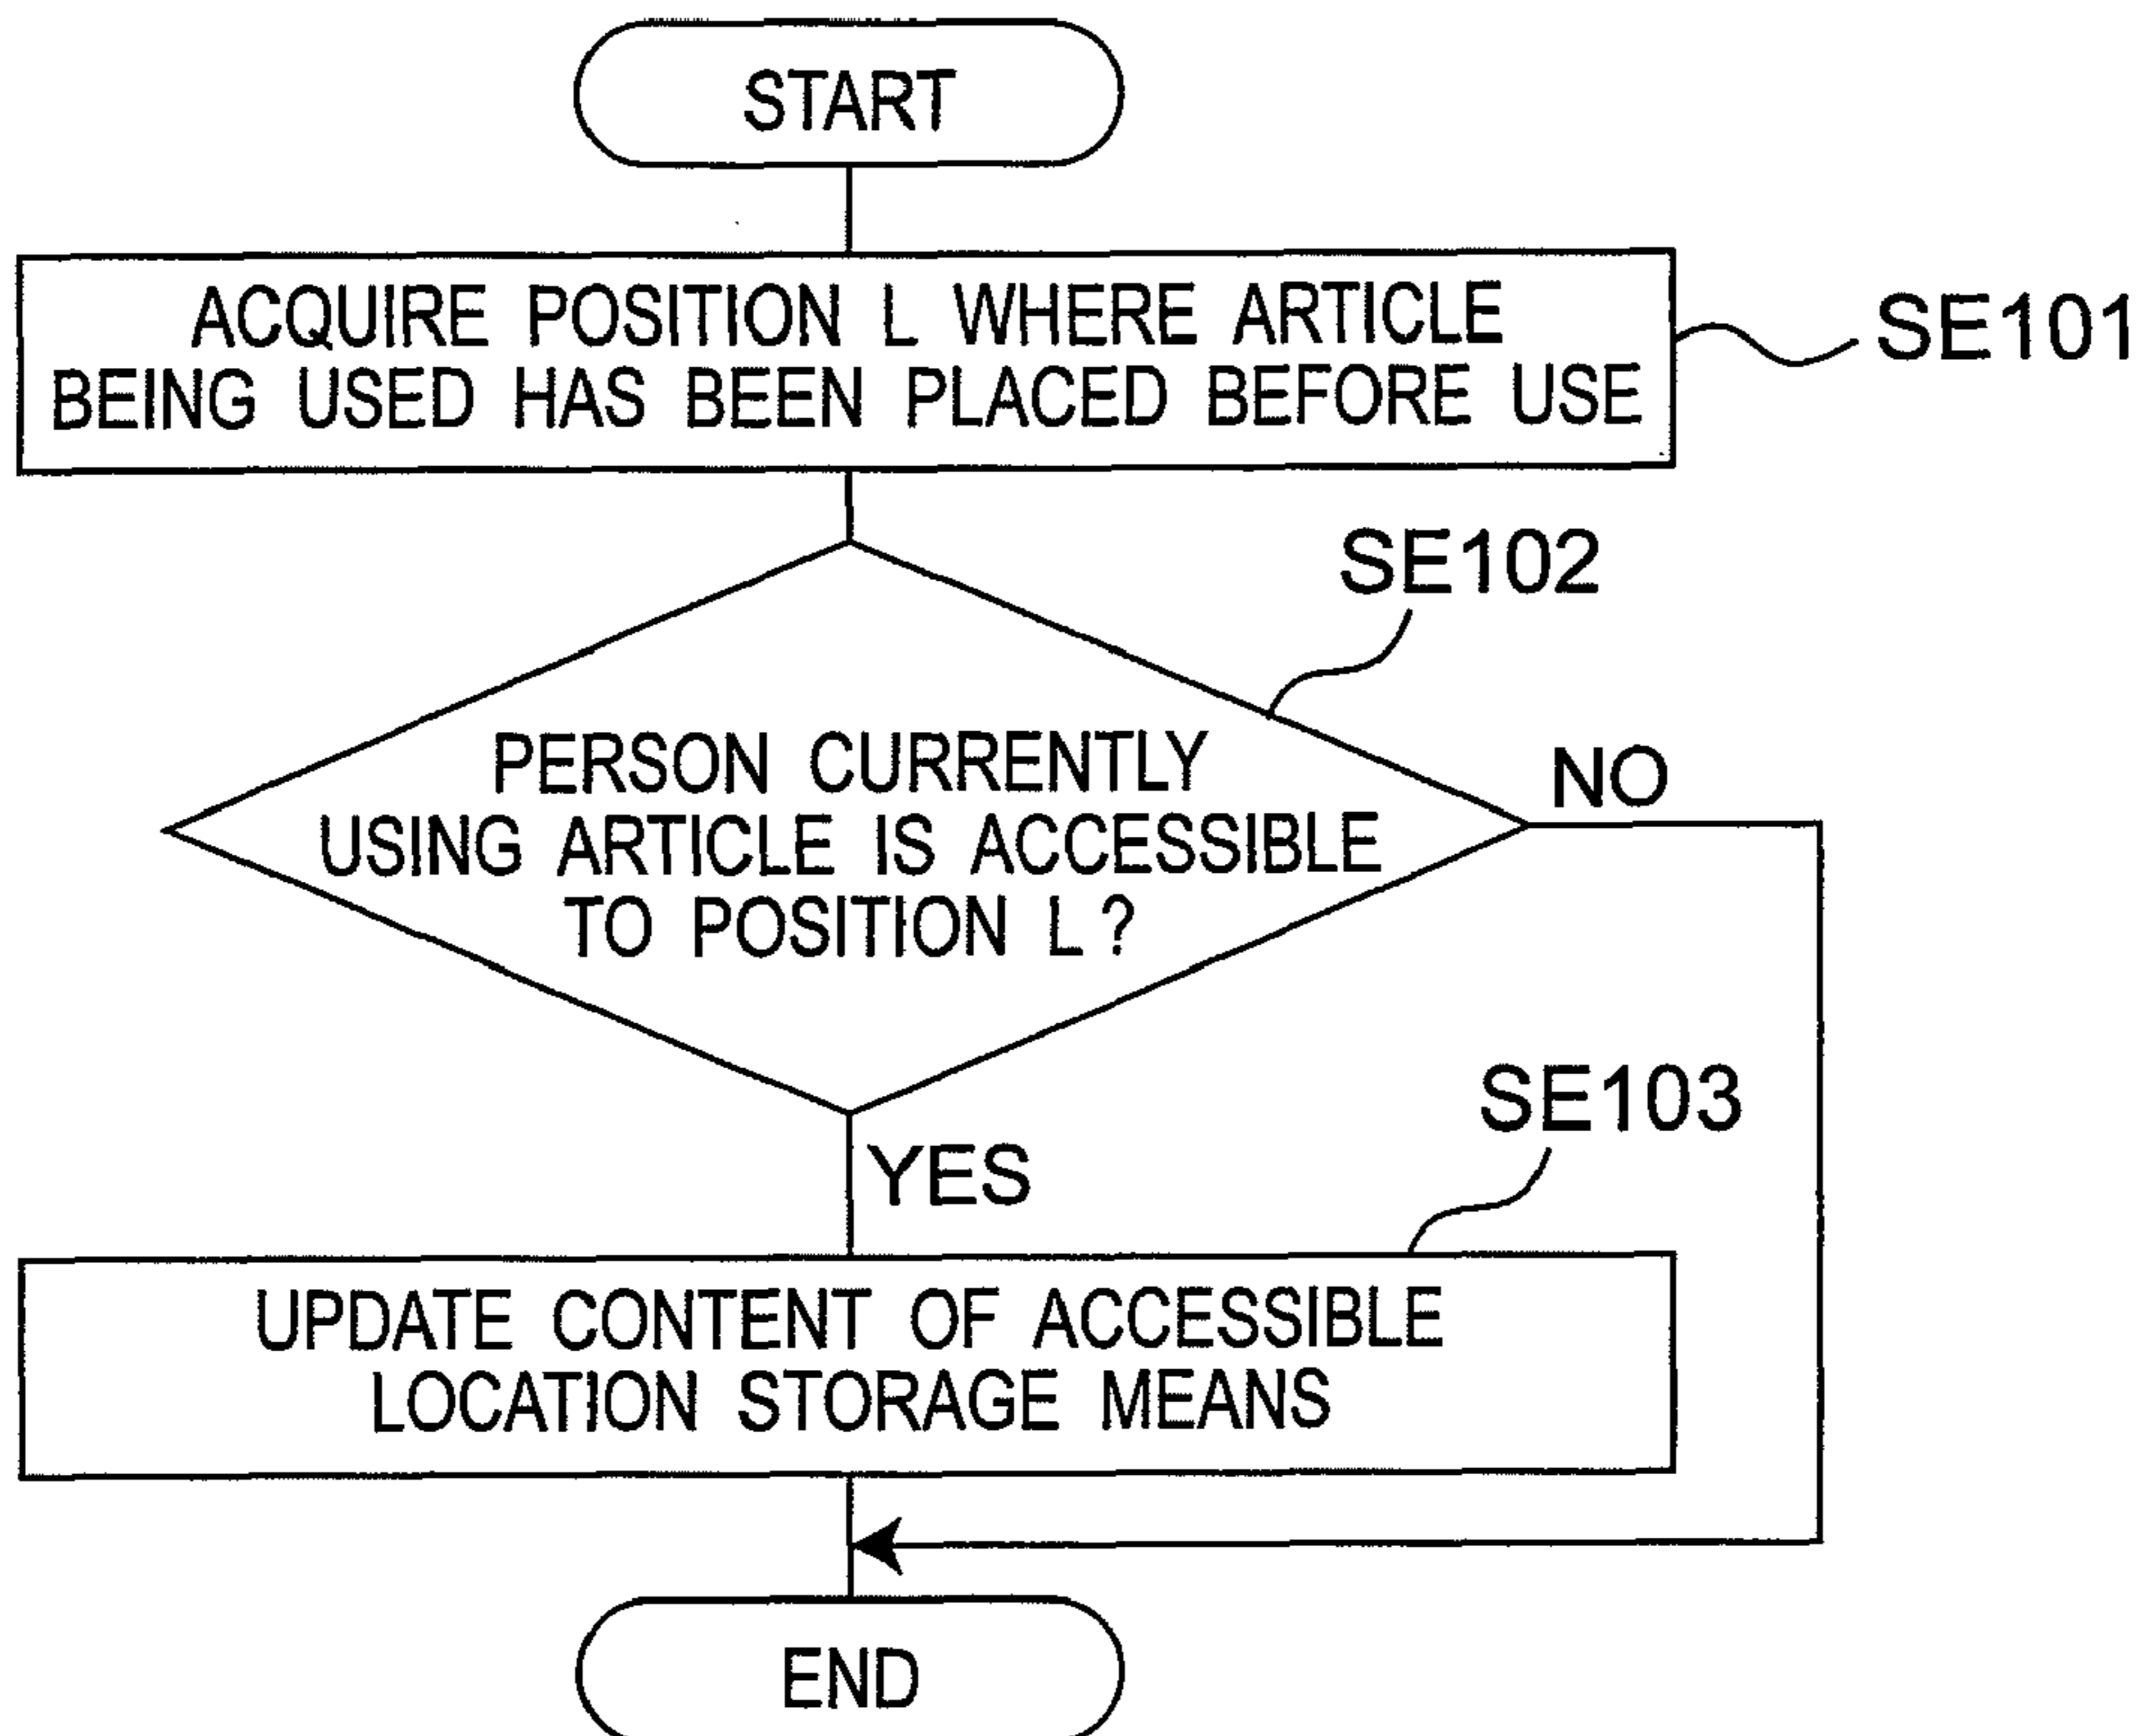 START
ACQUIRE POSITION L WHERE ARTICLE
BEING USED HAS BEEN PLACED BEFORE USE
SE101
SE102
PERSON CURRENTLY
USING ARTICLE IS ACCESSIBLE
TO POSITION L ?
NO
YES
SE103
UPDATE CONTENT OF ACCESSIBLE
LOCATION STORAGE MEANS
END